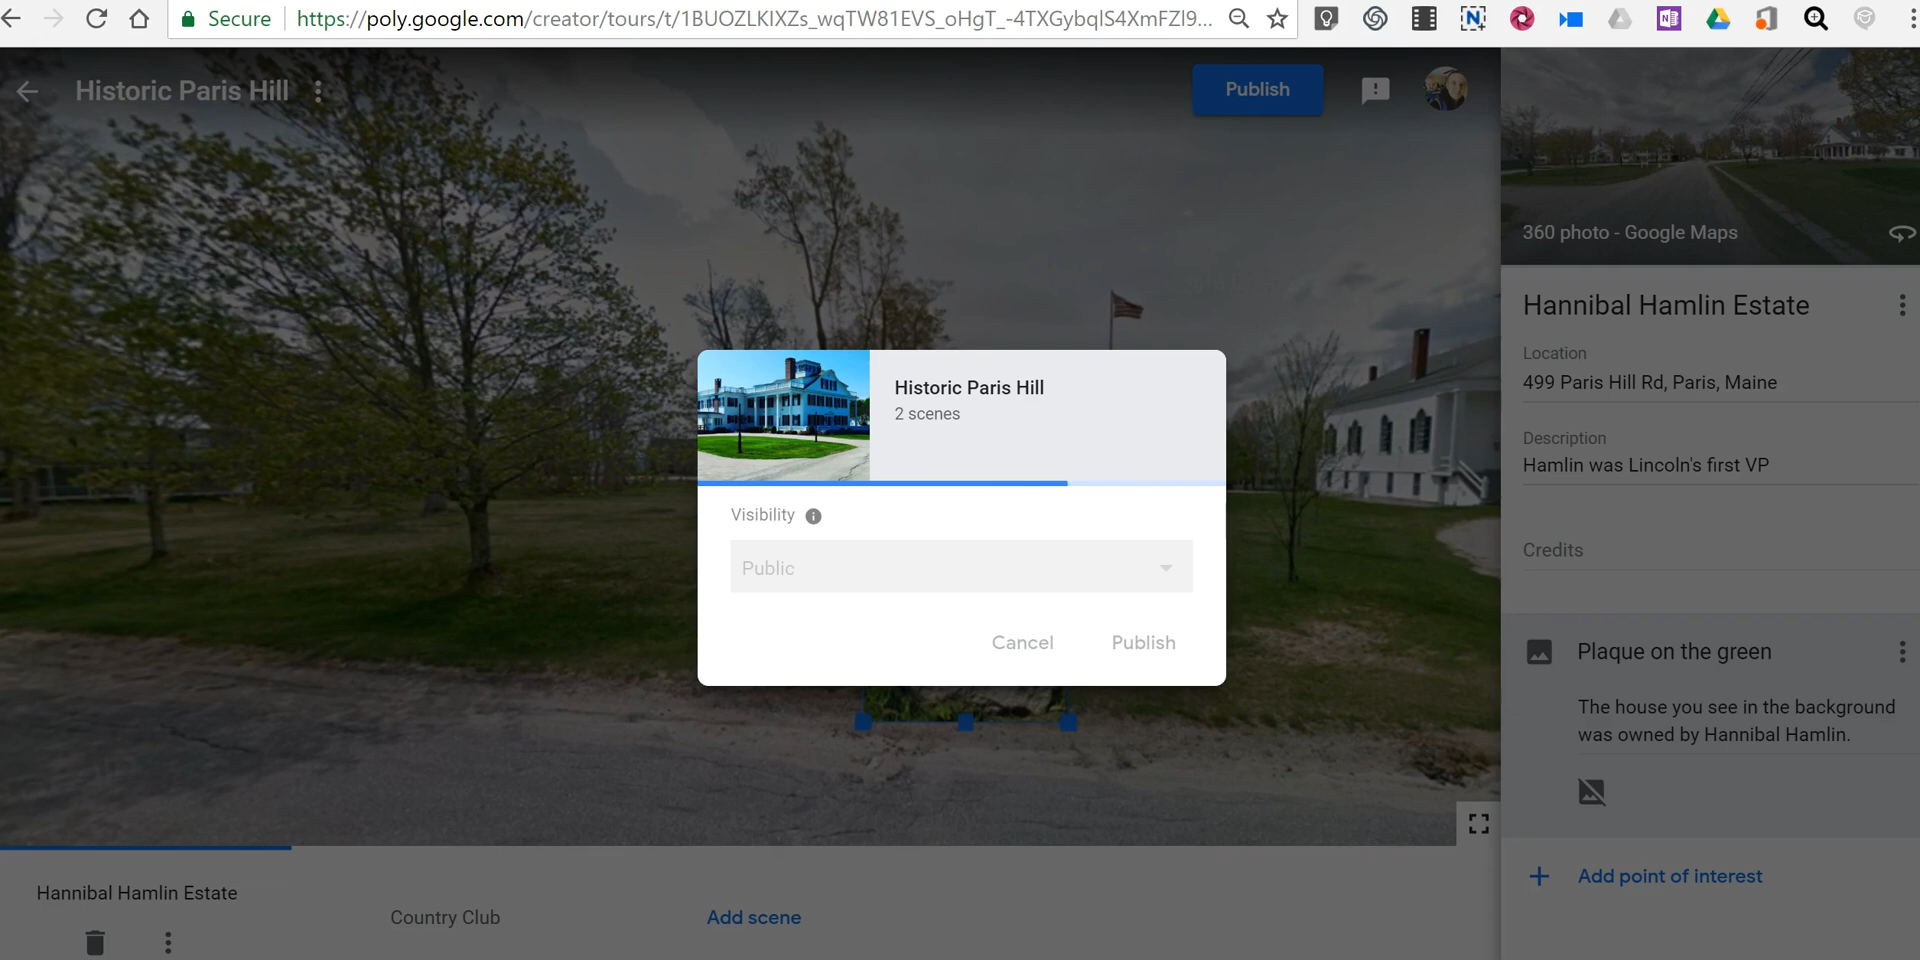 Secure
https://poly.google.com/creator/tours/t/1BUOZLKIXZs_wqTW81EVS_oHgT_-4TXGybqlS4XmFZl9...
Historic Paris Hill
Publish
360 photo - Google Maps
Hannibal Hamlin Estate
Location
499 Paris Hill Rd, Paris, Maine
Description
Hamlin was Lincoln's first VP
Credits
Plaque on the green
The house you see in the background
was owned by Hannibal Hamlin.
Add point of interest
Historic Paris Hill
2 scenes
Visibility
Public
Cancel
Publish
Hannibal Hamlin Estate
Country Club
Add scene